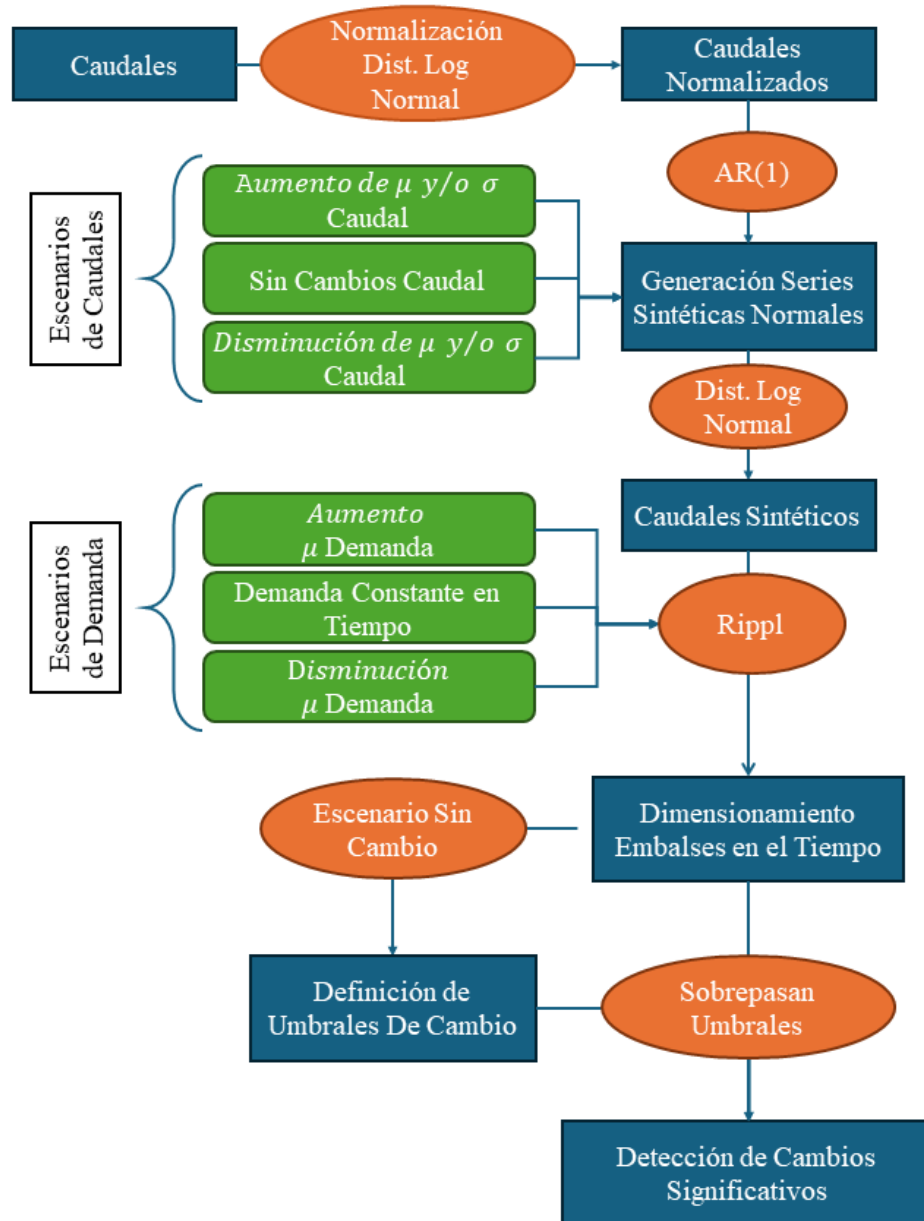 Caudales
Normalización
Dist. Log
Normal
Caudales
Normalizados
AR(1)
Escenarios
de Caudales
Aumento de μ y/o σ
Caudal
Sin Cambios Caudal
Disminución de μ y/o σ
Caudal
Generación Series
Sintéticas Normales
Dist. Log
Normal
Caudales Sintéticos
Escenarios
de Demanda
Aumento
μ Demanda
Demanda Constante en
Tiempo
Disminución
μ Demanda
Rippl
Escenario Sin
Cambio
Dimensionamiento
Embalses en el Tiempo
Definición de
Umbrales De Cambio
Sobrepasan
Umbrales
Detección de Cambios
Significativos